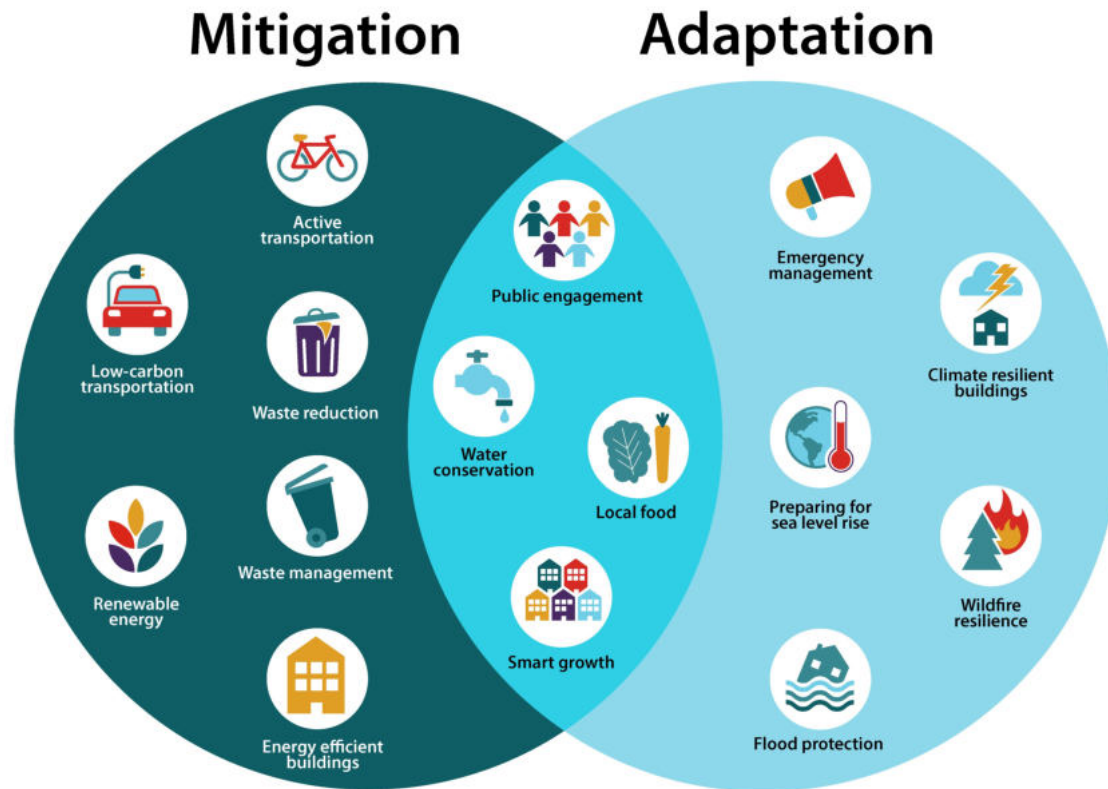 Mitigation
Adaptation
Active
transportation
Low-carbon
transportation
Waste reduction
Waste management
Renewable
energy
Energy efficient
buildings
Public engagement
Water
conservation
Local food
Smart growth
Emergency
management
Climate resilient
buildings
Preparing for
sea level rise
Wildfire
resilience
Flood protection